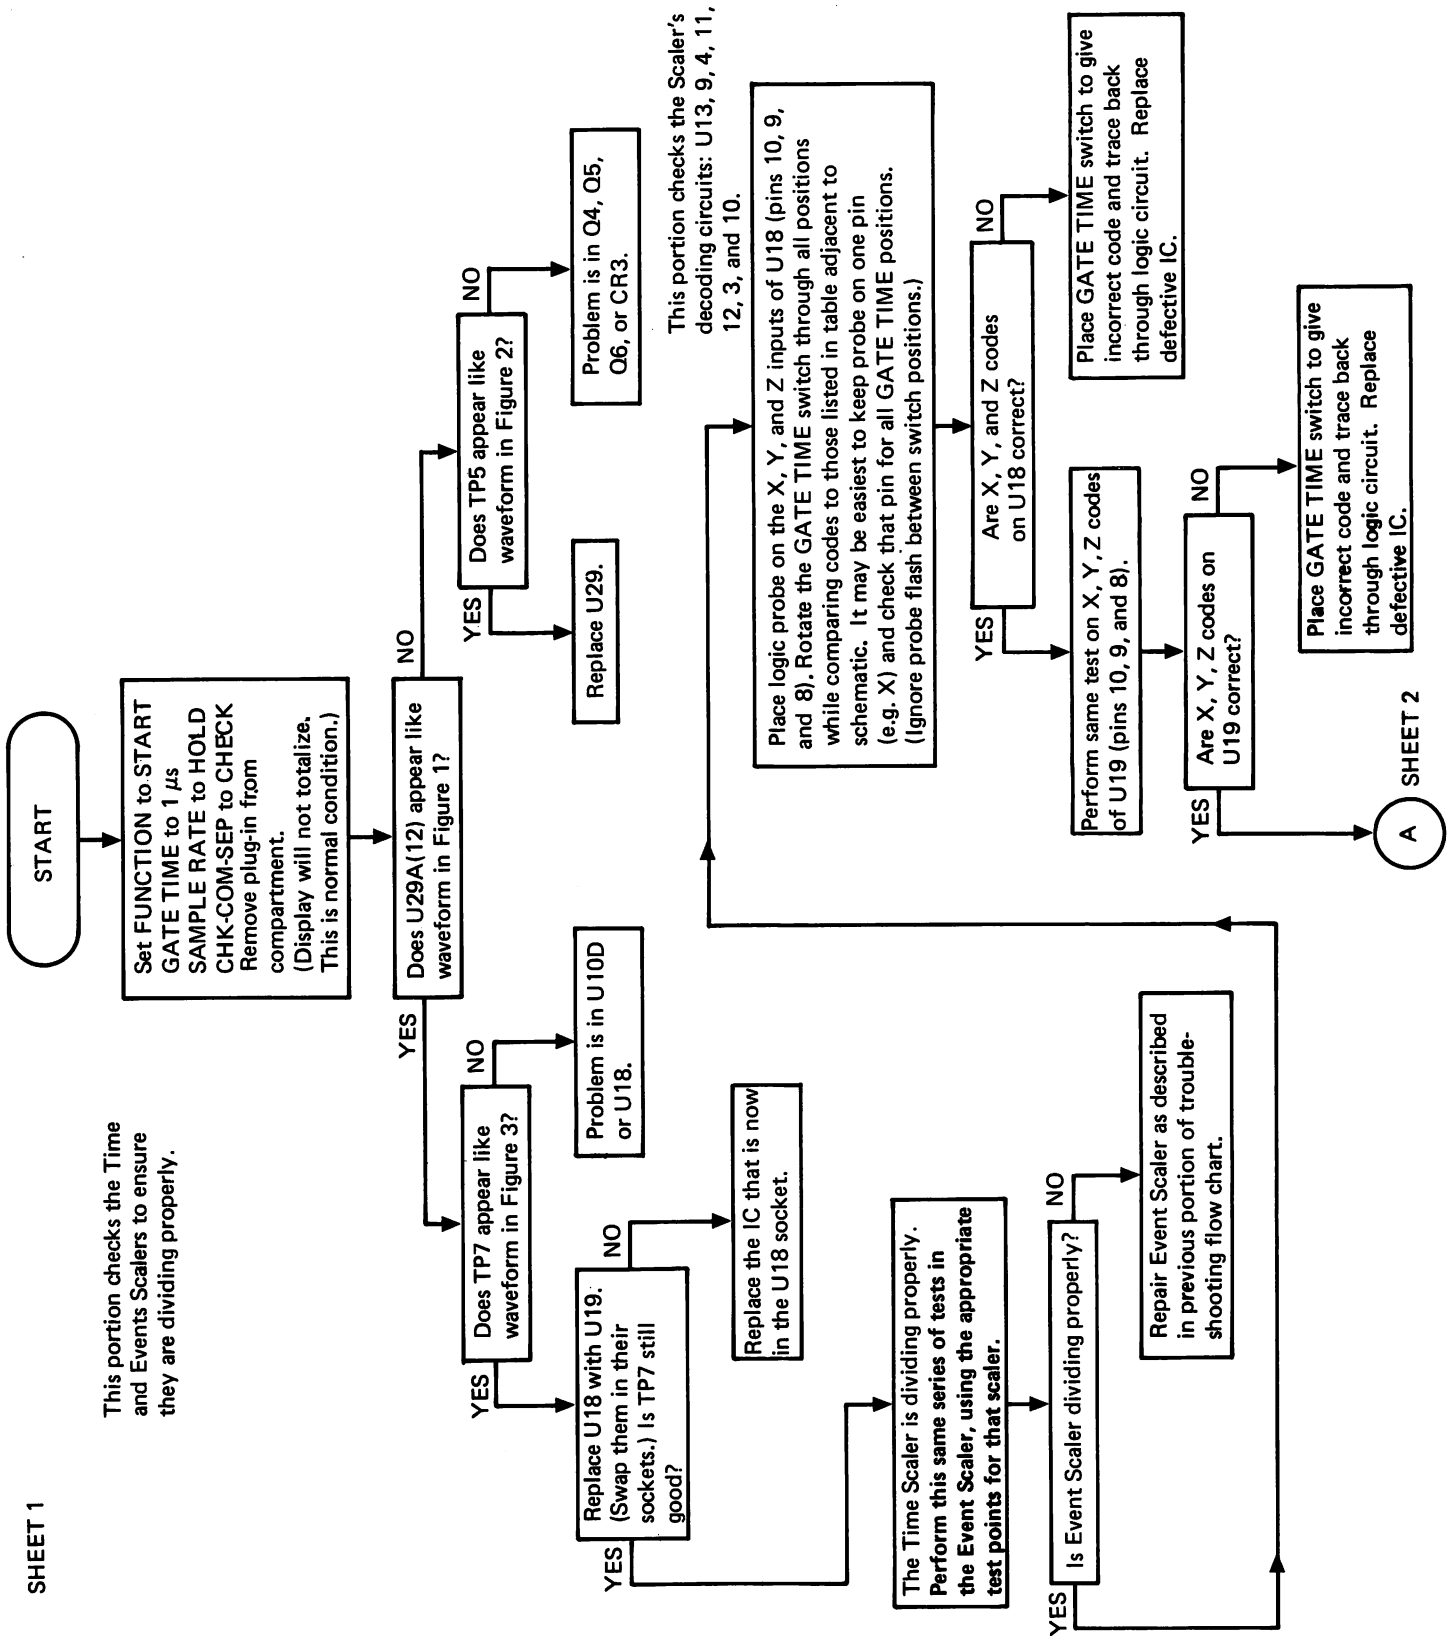 SHEET 1
This portion checks the Time
and Events Scalers to ensure
they are dividing properly.
START
Set FUNCTION to START
GATE TIME to 1 μs
SAMPLE RATE to HOLD
CHK-COM-SEP to CHECK
Remove plug-in from
compartment.
(Display will not totalize.
This is normal condition.)
Does U29A(12) appear like
waveform in Figure 1?
YES
NO
Does TP7 appear like
waveform in Figure 3?
YES
NO
Problem is in U10D
or U18.
Replace U18 with U19.
(Swap them in their
sockets.) Is TP7 still
good?
YES
NO
Replace the IC that is now
in the U18 socket.
The Time Scaler is dividing properly.
Perform this same series of tests in
the Event Scaler, using the appropriate
test points for that scaler.
Is Event Scaler dividing properly?
YES
NO
Repair Event Scaler as described
in previous portion of trouble-
shooting flow chart.
Does TP5 appear like
waveform in Figure 2?
YES
NO
Replace U29.
Problem is in Q4, Q5,
Q6, or CR3.
This portion checks the Scaler's
decoding circuits: U13, 9, 4, 11,
12, 3, and 10.
Place logic probe on the X, Y, and Z inputs of U18 (pins 10, 9,
and 8). Rotate the GATE TIME switch through all positions
while comparing codes to those listed in table adjacent to
schematic. It may be easiest to keep probe on one pin
(e.g. X) and check that pin for all GATE TIME positions.
(Ignore probe flash between switch positions.)
Are X, Y, and Z codes
on U18 correct?
YES
NO
Place GATE TIME switch to give
incorrect code and trace back
through logic circuit. Replace
defective IC.
Perform same test on X, Y, Z codes
of U19 (pins 10, 9, and 8).
Are X, Y, Z codes on
U19 correct?
YES
NO
Place GATE TIME switch to give
incorrect code and trace back
through logic circuit. Replace
defective IC.
A
SHEET 2